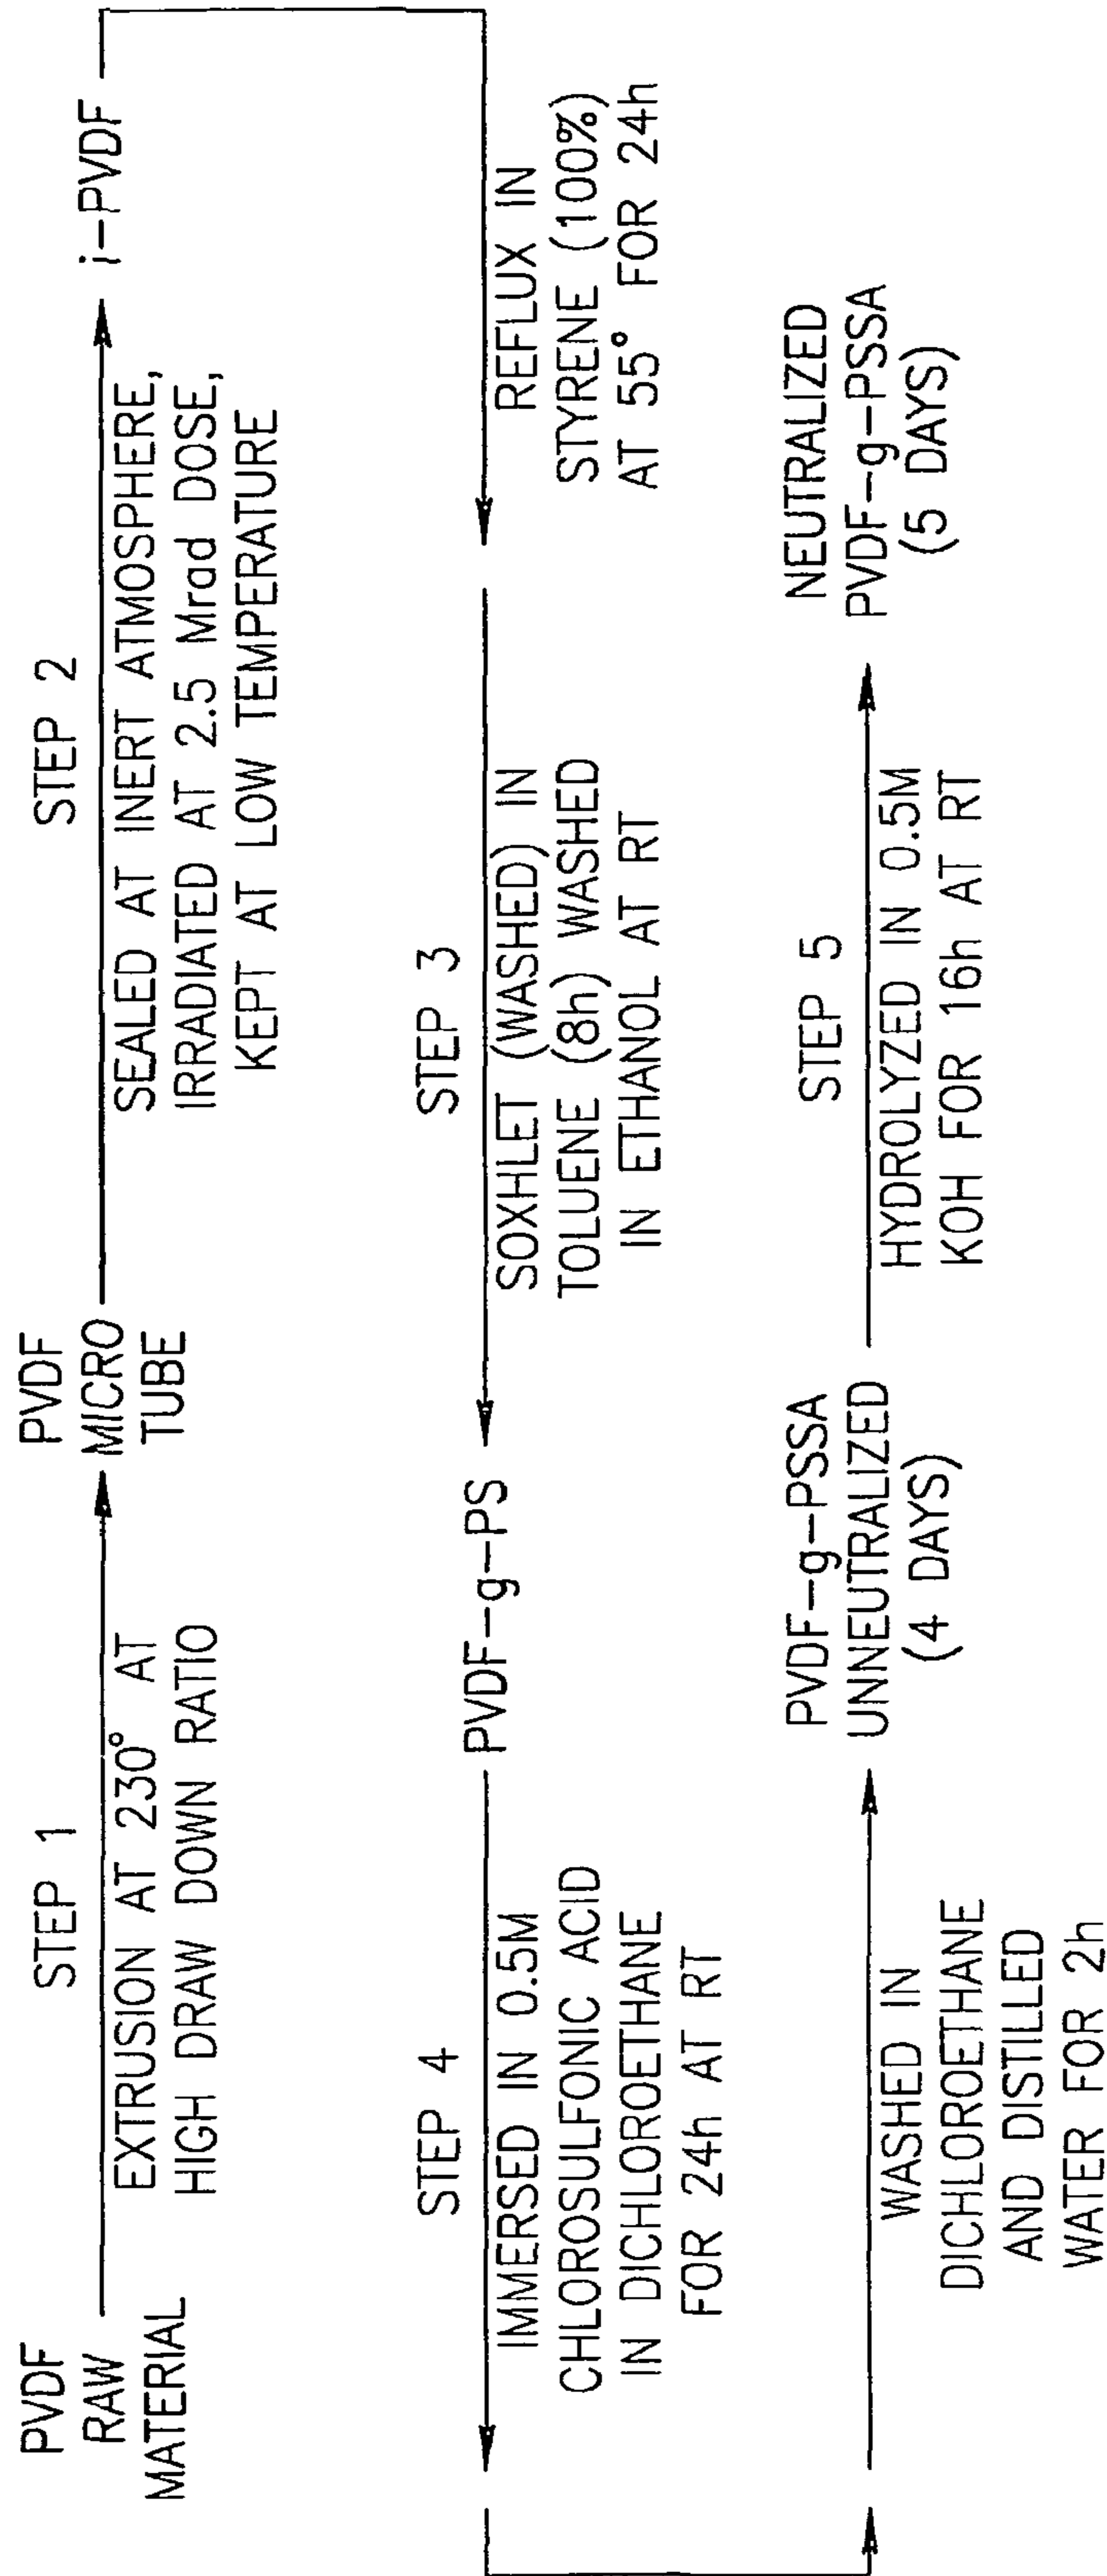 PVDF
RAW
MATERIAL
STEP 1
EXTRUSION AT 230° AT
HIGH DRAW DOWN RATIO
PVDF
MICRO
TUBE
STEP 2
SEALED AT INERT ATMOSPHERE,
IRRADIATED AT 2.5 Mrad DOSE,
KEPT AT LOW TEMPERATURE
i-PVDF
REFLUX IN
STYRENE (100%)
AT 55° FOR 24h
STEP 3
SOXHLET (WASHED) IN
TOLUENE (8h) WASHED
IN ETHANOL AT RT
PVDF-g-PS
STEP 4
IMMERSED IN 0.5M
CHLOROSULFONIC ACID
IN DICHLOROETHANE
FOR 24h AT RT
WASHED IN
DICHLOROETHANE
AND DISTILLED
WATER FOR 2h
PVDF-g-PSSA
UNNEUTRALIZED
(4 DAYS)
STEP 5
HYDROLYZED IN 0.5M
KOH FOR 16h AT RT
NEUTRALIZED
PVDF-g-PSSA
(5 DAYS)